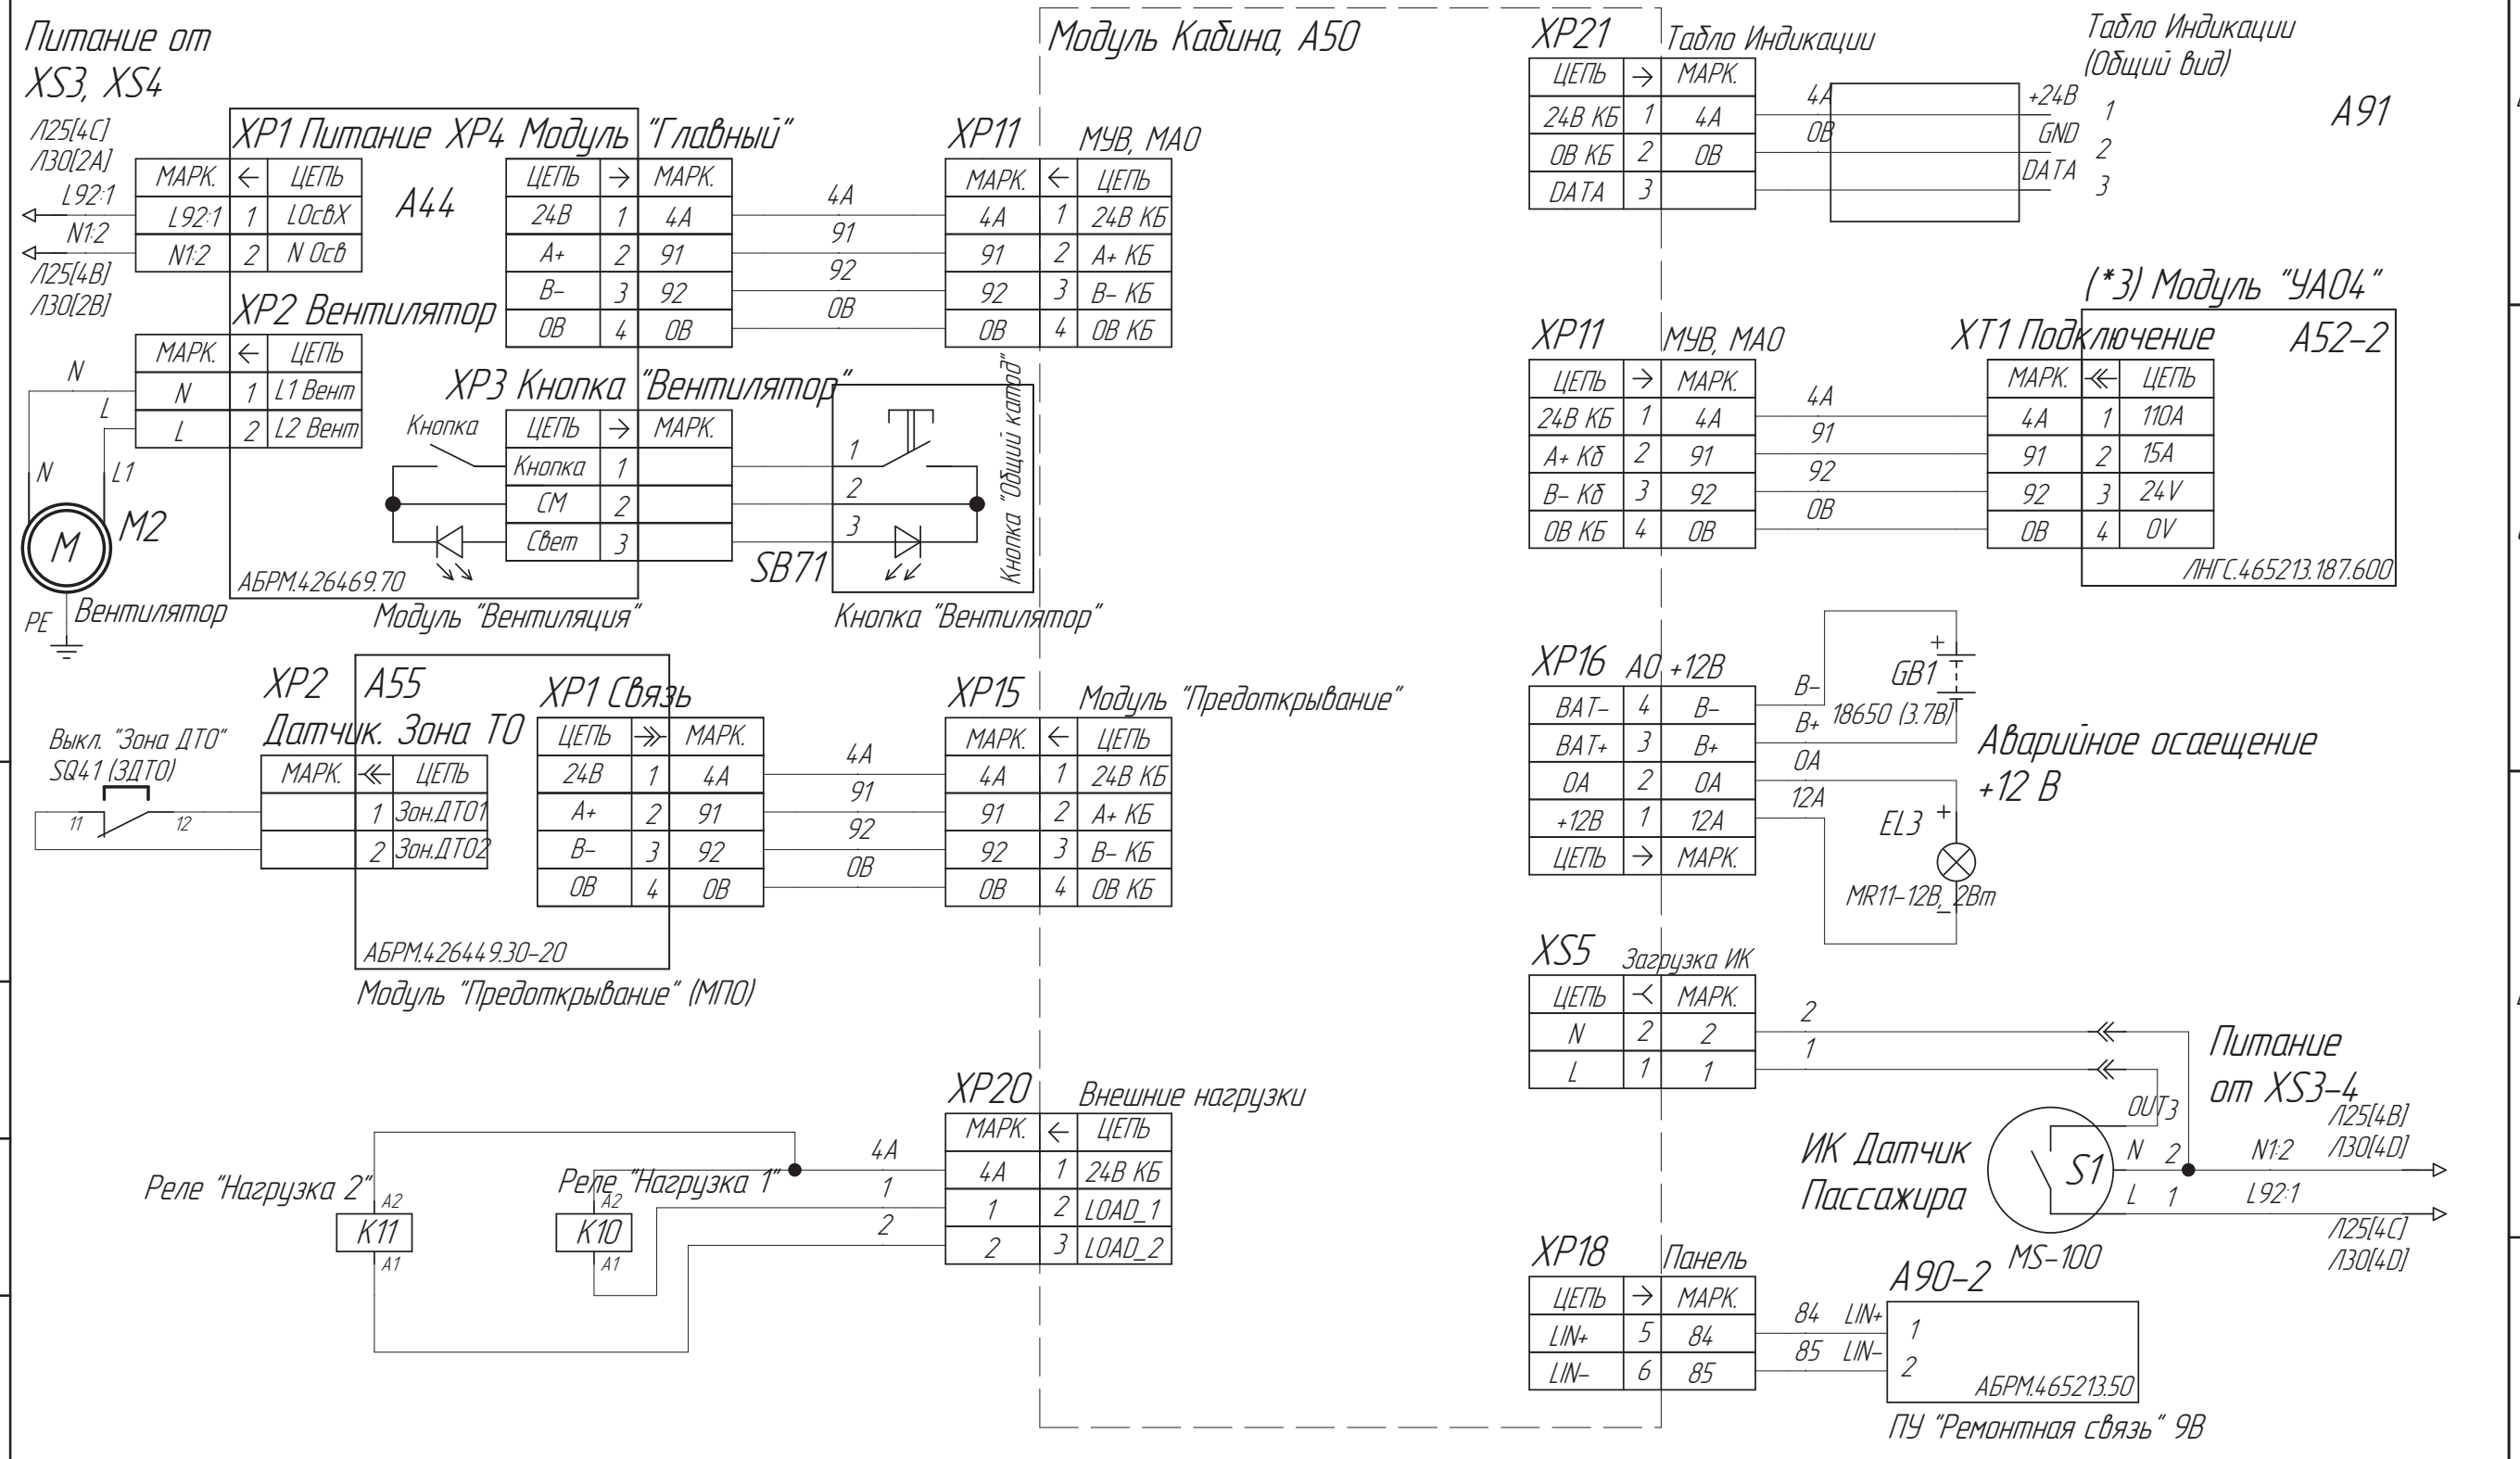 Питание от
XS3, XS4
Л25[4C]
Л30[2A]
L92:1
N1:2
Л25[4B]
Л30[2B]
XP1 Питание
МАРК. ← ЦЕПЬ
L92:1 1 LОсвХ
N1:2 2 N Осв
A44
XP2 Вентилятор
МАРК. ← ЦЕПЬ
N 1 L1 Вент
L 2 L2 Вент
N
L
N
L1
M
M2
PE
Вентилятор
XP4 Модуль "Главный"
ЦЕПЬ → МАРК.
24В 1 4А
А+ 2 91
В- 3 92
0В 4 0В
4А
91
92
0В
XP11
МУВ, МАО
МАРК. ← ЦЕПЬ
4А 1 24В КБ
91 2 А+ КБ
92 3 В- КБ
0В 4 0В КБ
XP3 Кнопка "Вентилятор"
Кнопка
ЦЕПЬ → МАРК.
Кнопка 1
СМ 2
Свет 3
1
2
3
SB71
Кнопка "Общий катод"
Кнопка "Вентилятор"
АБРМ.426469.70
Модуль "Вентиляция"
Модуль Кабина, А50
XP2
A55
Датчик. Зона ТО
Выкл. "Зона ДТО"
SQ41 (ЗДТО)
11
12
МАРК. ⪻ ЦЕПЬ
1 Зон.ДТО1
2 Зон.ДТО2
XP1 Связь
ЦЕПЬ ⪼ МАРК.
24В 1 4А
А+ 2 91
В- 3 92
0В 4 0В
АБРМ.426449.30-20
Модуль "Предоткрывание" (МПО)
4А
91
92
0В
XP15
Модуль "Предоткрывание"
МАРК. ← ЦЕПЬ
4А 1 24В КБ
91 2 А+ КБ
92 3 В- КБ
0В 4 0В КБ
XP20
Внешние нагрузки
МАРК. ← ЦЕПЬ
4А 1 24В КБ
1 2 LOAD_1
2 3 LOAD_2
4А
1
2
Реле "Нагрузка 2"
A2
K11
A1
Реле "Нагрузка 1"
A2
K10
A1
XP21
Табло Индикации
ЦЕПЬ → МАРК.
24В КБ 1 4А
0В КБ 2 0В
DATA 3
4А
0В
+24В
GND
DATA
1
2
3
Табло Индикации
(Общий вид)
A91
XP11
МУВ, МАО
ЦЕПЬ → МАРК.
24В КБ 1 4А
А+ Кб 2 91
В- Кб 3 92
0В КБ 4 0В
4А
91
92
0В
(*3) Модуль "УА04"
XT1 Подключение
A52-2
МАРК. ⪻ ЦЕПЬ
4А 1 110А
91 2 15А
92 3 24V
0В 4 0V
ЛНГС.465213.187.600
XP16
АО +12В
BAT- 4 B-
BAT+ 3 B+
0А 2 0А
+12В 1 12А
ЦЕПЬ → МАРК.
B-
B+
0А
12А
+
GB1
18650 (3.7В)
EL3
+
MR11-12В, 2Вт
-
Аварийное осаещение
+12 В
XS5
Загрузка ИК
ЦЕПЬ ⤙ МАРК.
N 2 2
L 1 1
2
1
Питание
от XS3-4
Л25[4B]
Л30[4D]
OUT 3
N 2
L 1
S1
N1:2
L92:1
Л25[4C]
Л30[4D]
ИК Датчик
Пассажира
MS-100
XP18
Панель
ЦЕПЬ → МАРК.
LIN+ 5 84
LIN- 6 85
84 LIN+
85 LIN-
A90-2
1
2
АБРМ.465213.50
ПУ "Ремонтная связь" 9В